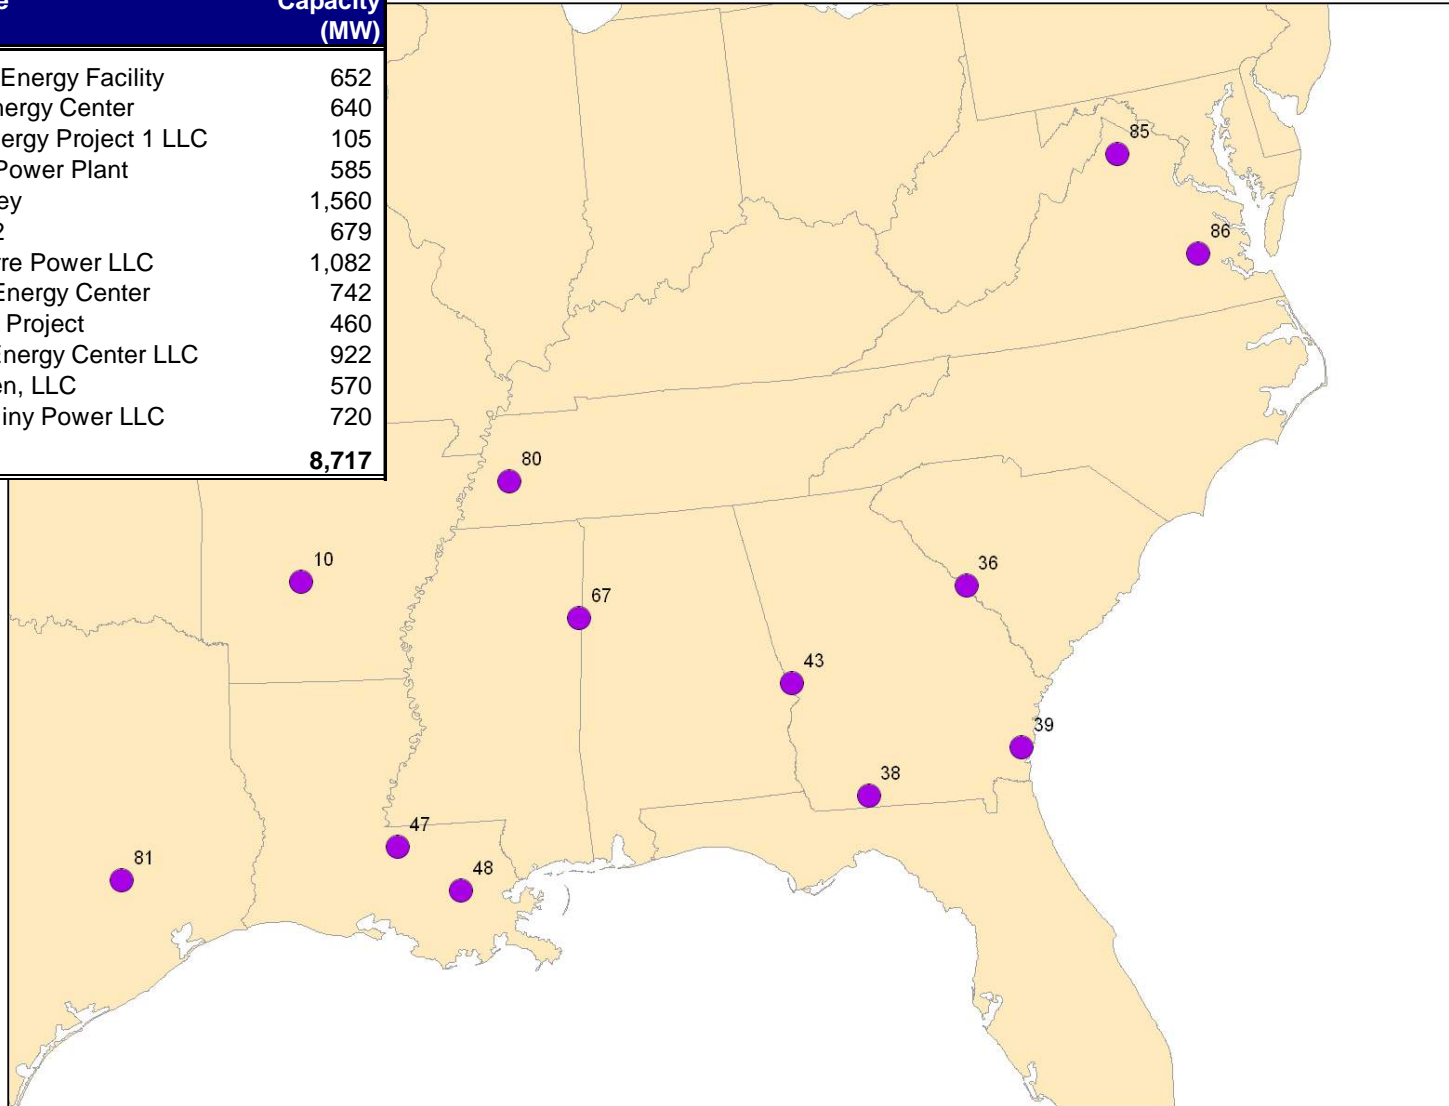 e Capacity
(MW)
Energy Facility 652
nergy Center 640
ergy Project 1 LLC 105
Power Plant 585
ey 1,560
2 679
re Power LLC 1,082
Energy Center 742
Project 460
Energy Center LLC 922
en, LLC 570
iny Power LLC 720
8,717
85
86
80
10
36
67
43
39
38
47
81
48